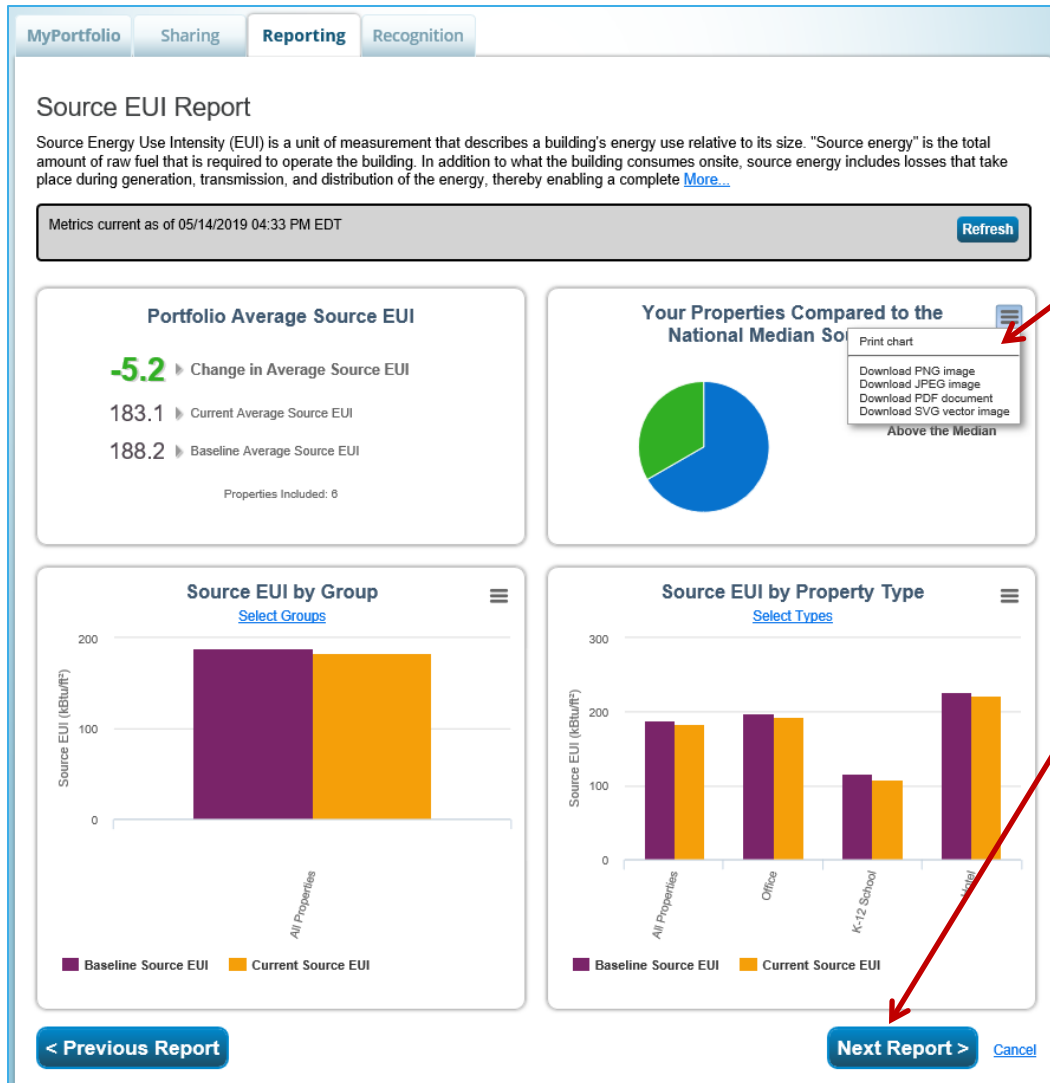 MyPortfolio Sharing Reporting Recognition
Source EUI Report
Source Energy Use Intensity (EUI) is a unit of measurement that describes a building's energy use relative to its size. "Source energy" is the total
amount of raw fuel that is required to operate the building. In addition to what the building consumes onsite, source energy includes losses that take
place during generation, transmission, and distribution of the energy, thereby enabling a complete More...
Metrics current as of 05/14/2019 04:33 PM EDT
Refresh
Portfolio Average Source EUI
-5.2 Change in Average Source EUI
183.1 Current Average Source EUI
188.2 Baseline Average Source EUI
Properties Included: 6
Your Properties Compared to the
National Median
Print chart
Download PNG image
Download JPEG image
Download PDF document
Download SVG vector image
Above the Median
Source EUI by Group
Select Groups
Source EUI (kBtu/ft²)
200
100
0
All Properties
Baseline Source EUI Current Source EUI
Source EUI by Property Type
Select Types
Source EUI (kBtu/ft²)
300
200
100
0
All Properties
Office
K-12 School
Hotel
Baseline Source EUI Current Source EUI
< Previous Report
Next Report >
Cancel